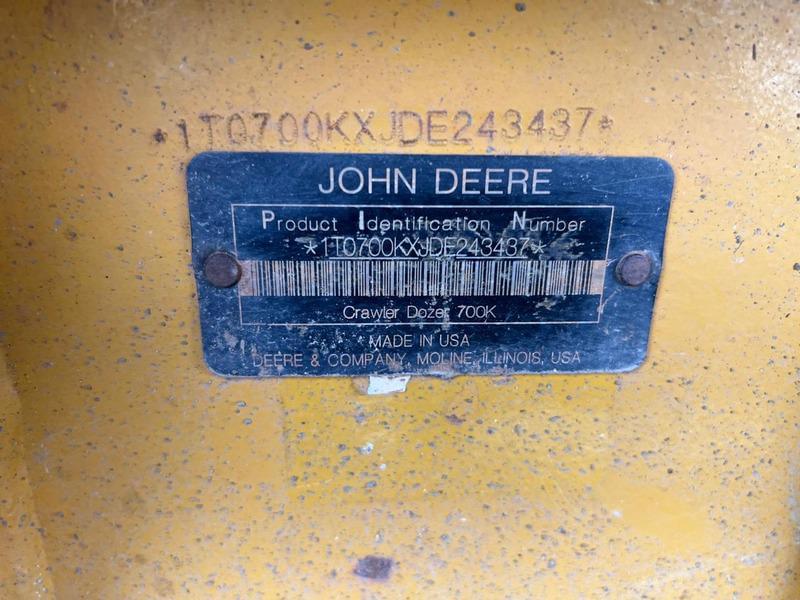 *1T0700KXJDE243437*
JOHN DEERE
Product Identification Number
*1T0700KXJDE243437*
Crawler Dozer 700K
MADE IN USA
DEERE & COMPANY, MOLINE, ILLINOIS, USA